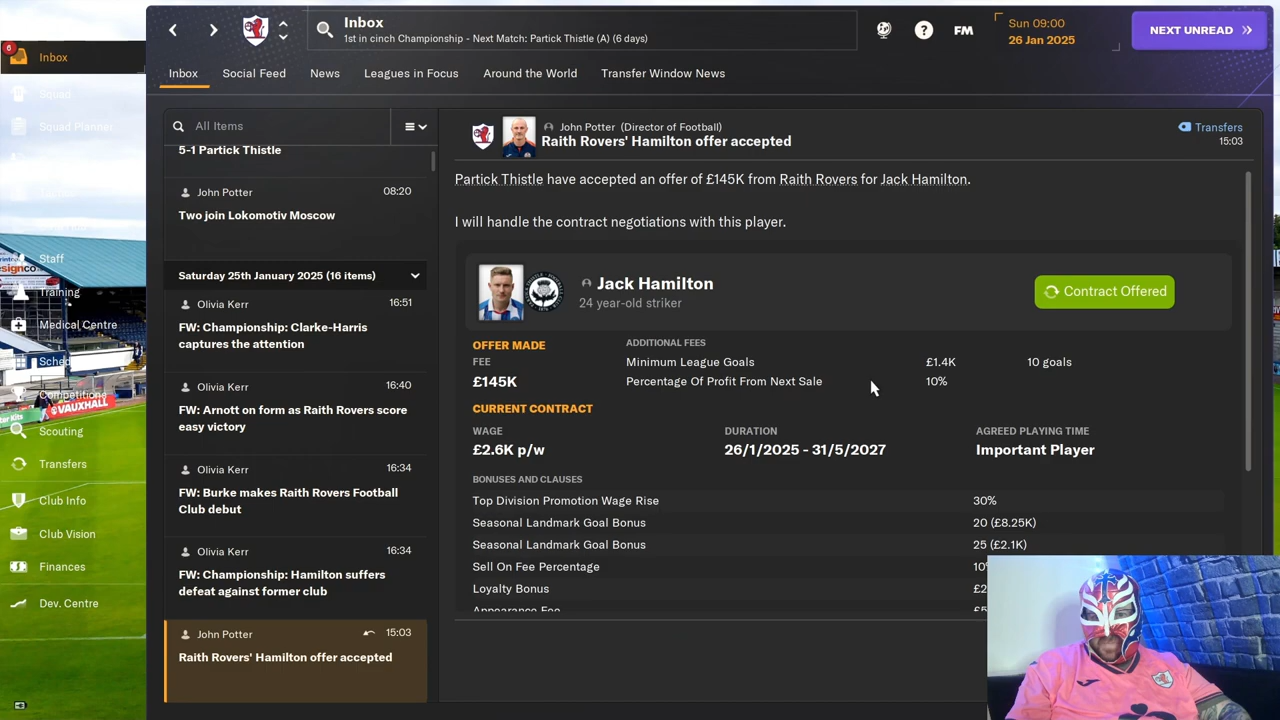 Inbox
1st in cinch Championship - Next Match: Partick Thistle (A) (6 days)
FM
Sun 09:00
26 Jan 2025
NEXT UNREAD
6
Inbox
Squad
Squad Planner
Staff
Training
Medical Centre
Sched
Competitions
Scouting
Transfers
Club Info
Club Vision
Finances
Dev. Centre
VAUXHALL
Inbox
Social Feed
News
Leagues in Focus
Around the World
Transfer Window News
All Items
5-1 Partick Thistle
John Potter
08:20
Two join Lokomotiv Moscow
Saturday 25th January 2025 (16 items)
Olivia Kerr
16:51
FW: Championship: Clarke-Harris
captures the attention
Olivia Kerr
16:40
FW: Arnott on form as Raith Rovers score
easy victory
Olivia Kerr
16:34
FW: Burke makes Raith Rovers Football
Club debut
Olivia Kerr
16:34
FW: Championship: Hamilton suffers
defeat against former club
John Potter
15:03
Raith Rovers' Hamilton offer accepted
John Potter (Director of Football)
Raith Rovers' Hamilton offer accepted
Transfers
15:03
Partick Thistle have accepted an offer of £145K from Raith Rovers for Jack Hamilton.
I will handle the contract negotiations with this player.
Jack Hamilton
24 year-old striker
Contract Offered
OFFER MADE
FEE
£145K
ADDITIONAL FEES
Minimum League Goals £1.4K 10 goals
Percentage Of Profit From Next Sale 10%
CURRENT CONTRACT
WAGE
£2.6K p/w
DURATION
26/1/2025 - 31/5/2027
AGREED PLAYING TIME
Important Player
BONUSES AND CLAUSES
Top Division Promotion Wage Rise 30%
Seasonal Landmark Goal Bonus 20 (£8.25K)
Seasonal Landmark Goal Bonus 25 (£2.1K)
Sell On Fee Percentage 10%
Loyalty Bonus
Appearance Fee